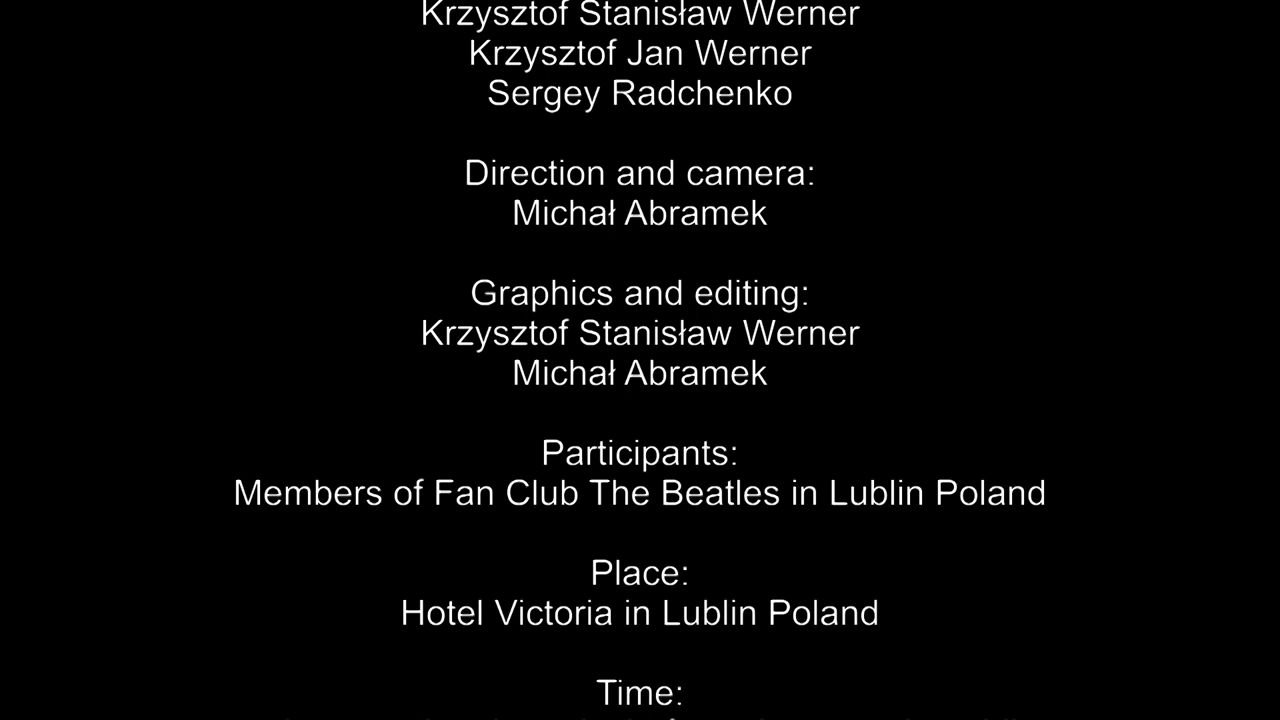 Krzysztof Stanisław Werner
Krzysztof Jan Werner
Sergey Radchenko
Direction and camera:
Michał Abramek
Graphics and editing:
Krzysztof Stanisław Werner
Michał Abramek
Participants:
Members of Fan Club The Beatles in Lublin Poland
Place:
Hotel Victoria in Lublin Poland
Time: